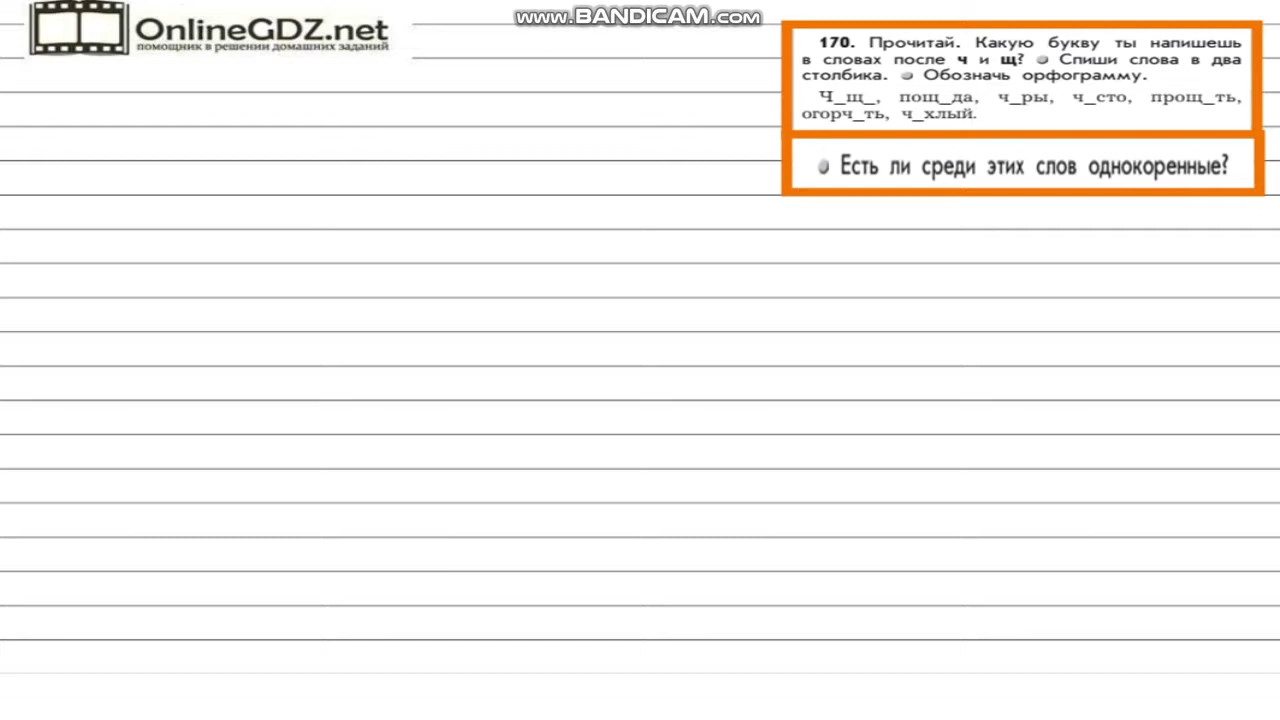 www.BANDICAM.com
OnlineGDZ.net
помощник в решении домашних заданий
170. Прочитай. Какую букву ты напишешь
в словах после ч и щ? Спиши слова в два
столбика. Обозначь орфограмму.
Ч_щ_, пощ_да, ч_ры, ч_сто, прощ_ть,
огорч_ть, ч_хлый.
Есть ли среди этих слов однокоренные?